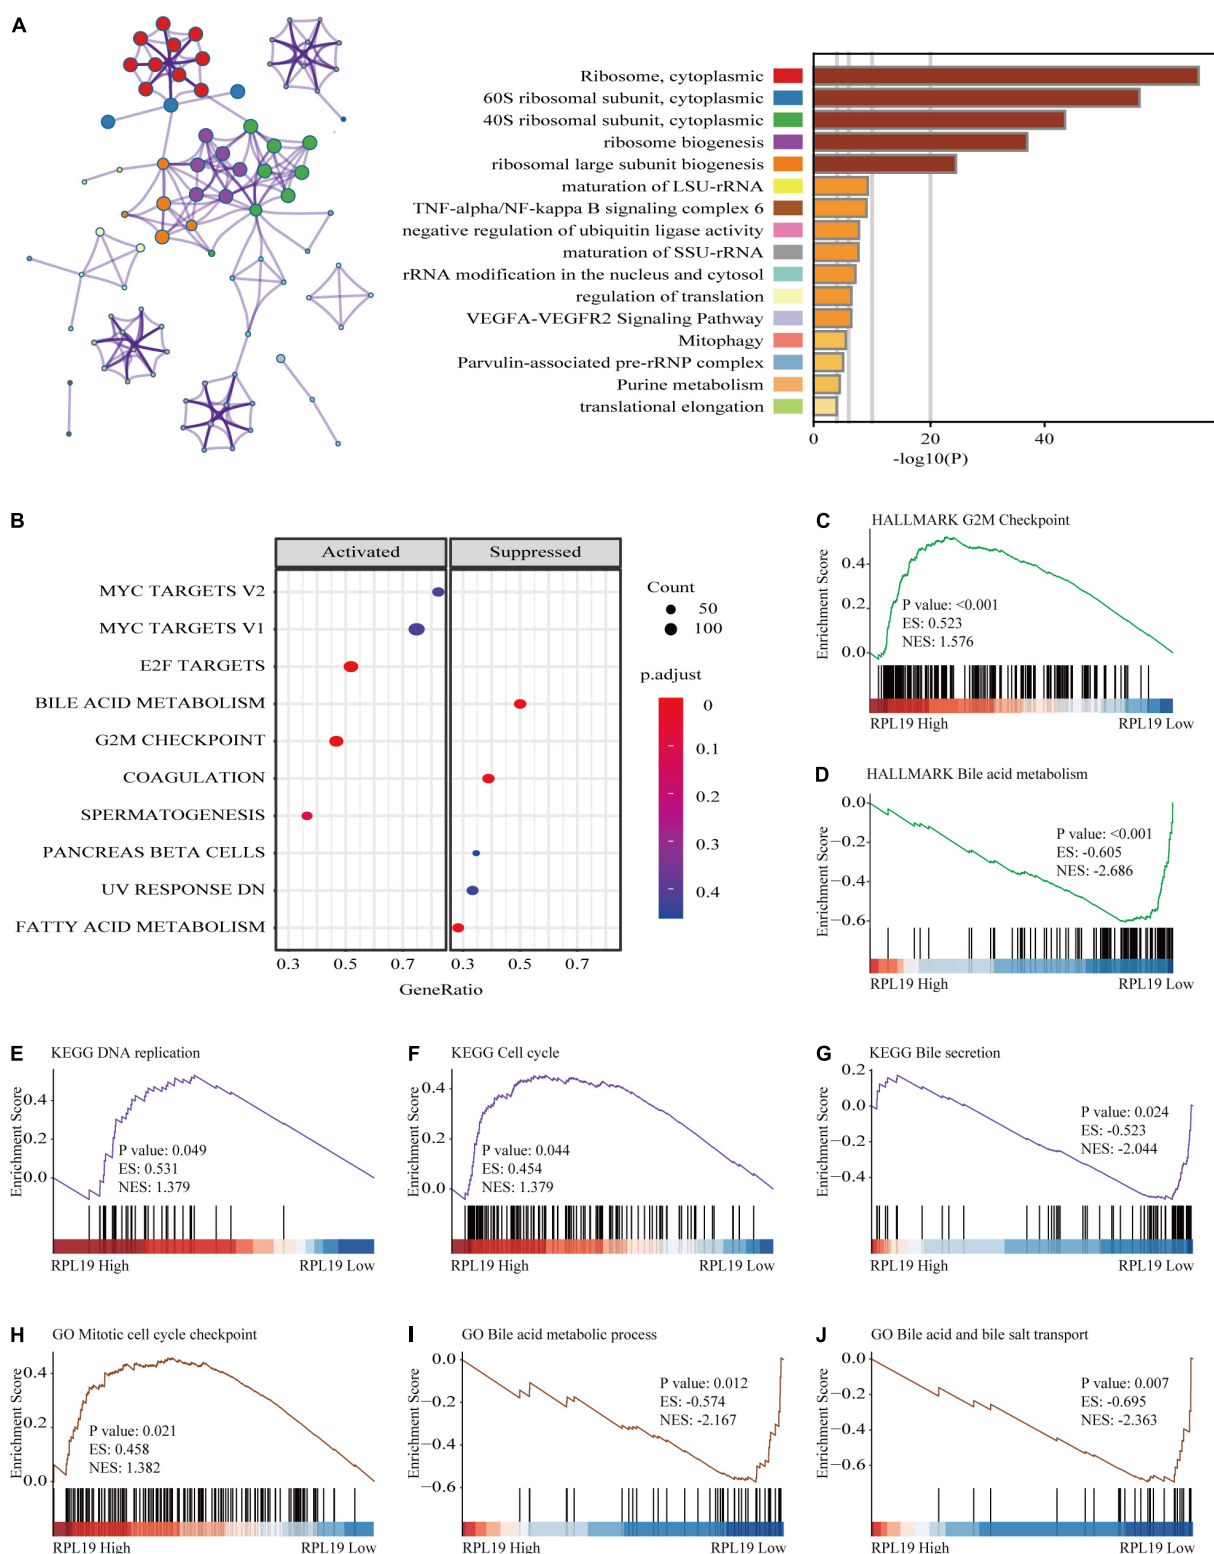 A
Ribosome, cytoplasmic
60S ribosomal subunit, cytoplasmic
40S ribosomal subunit, cytoplasmic
ribosome biogenesis
ribosomal large subunit biogenesis
maturation of LSU-rRNA
TNF-alpha/NF-kappa B signaling complex 6
negative regulation of ubiquitin ligase activity
maturation of SSU-rRNA
rRNA modification in the nucleus and cytosol
regulation of translation
VEGFA-VEGFR2 Signaling Pathway
Mitophagy
Parvulin-associated pre-rRNP complex
Purine metabolism
translational elongation
0 20 40
-log10(P)
B
Activated Suppressed
MYC TARGETS V2
MYC TARGETS V1
E2F TARGETS
BILE ACID METABOLISM
G2M CHECKPOINT
COAGULATION
SPERMATOGENESIS
PANCREAS BETA CELLS
UV RESPONSE DN
FATTY ACID METABOLISM
0.3 0.5 0.7 0.3 0.5 0.7
GeneRatio
Count
50
100
p.adjust
0
0.1
0.2
0.3
0.4
C
HALLMARK G2M Checkpoint
Enrichment Score
0.4
0.2
0.0
P value: <0.001
ES: 0.523
NES: 1.576
RPL19 High RPL19 Low
D
HALLMARK Bile acid metabolism
Enrichment Score
0.0
−0.2
−0.4
−0.6
P value: <0.001
ES: -0.605
NES: -2.686
RPL19 High RPL19 Low
E
KEGG DNA replication
Enrichment Score
0.4
0.2
0.0
P value: 0.049
ES: 0.531
NES: 1.379
RPL19 High RPL19 Low
F
KEGG Cell cycle
Enrichment Score
0.4
0.2
0.0
P value: 0.044
ES: 0.454
NES: 1.379
RPL19 High RPL19 Low
G
KEGG Bile secretion
Enrichment Score
0.2
0.0
−0.2
−0.4
P value: 0.024
ES: -0.523
NES: -2.044
RPL19 High RPL19 Low
H
GO Mitotic cell cycle checkpoint
Enrichment Score
0.4
0.2
0.0
P value: 0.021
ES: 0.458
NES: 1.382
RPL19 High RPL19 Low
I
GO Bile acid metabolic process
Enrichment Score
0.0
−0.2
−0.4
−0.6
P value: 0.012
ES: -0.574
NES: -2.167
RPL19 High RPL19 Low
J
GO Bile acid and bile salt transport
Enrichment Score
0.0
−0.2
−0.4
−0.6
P value: 0.007
ES: -0.695
NES: -2.363
RPL19 High RPL19 Low